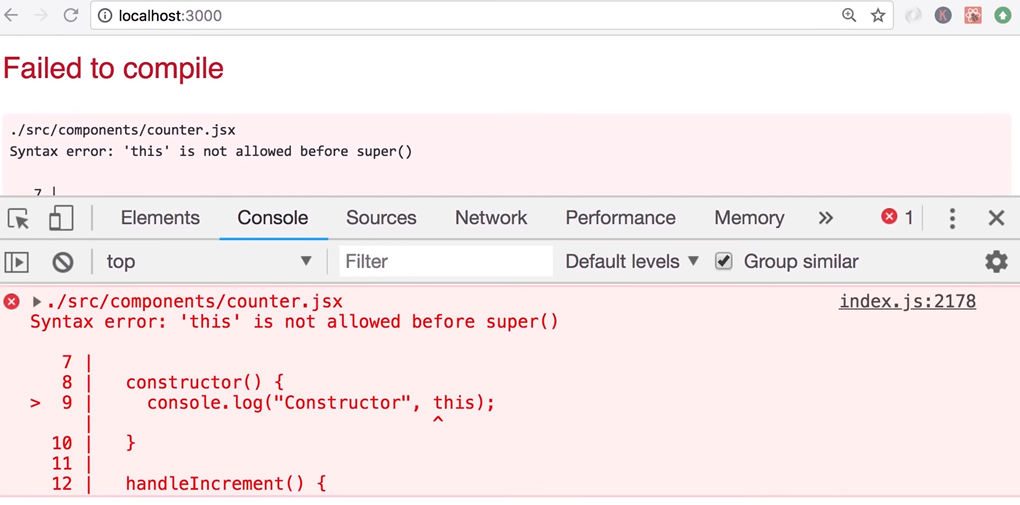 localhost:3000
K
Failed to compile
./src/components/counter.jsx
Syntax error: 'this' is not allowed before super()
7 |
Elements Console Sources Network Performance Memory » 1
top Filter Default levels Group similar
./src/components/counter.jsx index.js:2178
Syntax error: 'this' is not allowed before super()
7 |
8 | constructor() {
> 9 | console.log("Constructor", this);
| ^
10 | }
11 |
12 | handleIncrement() {